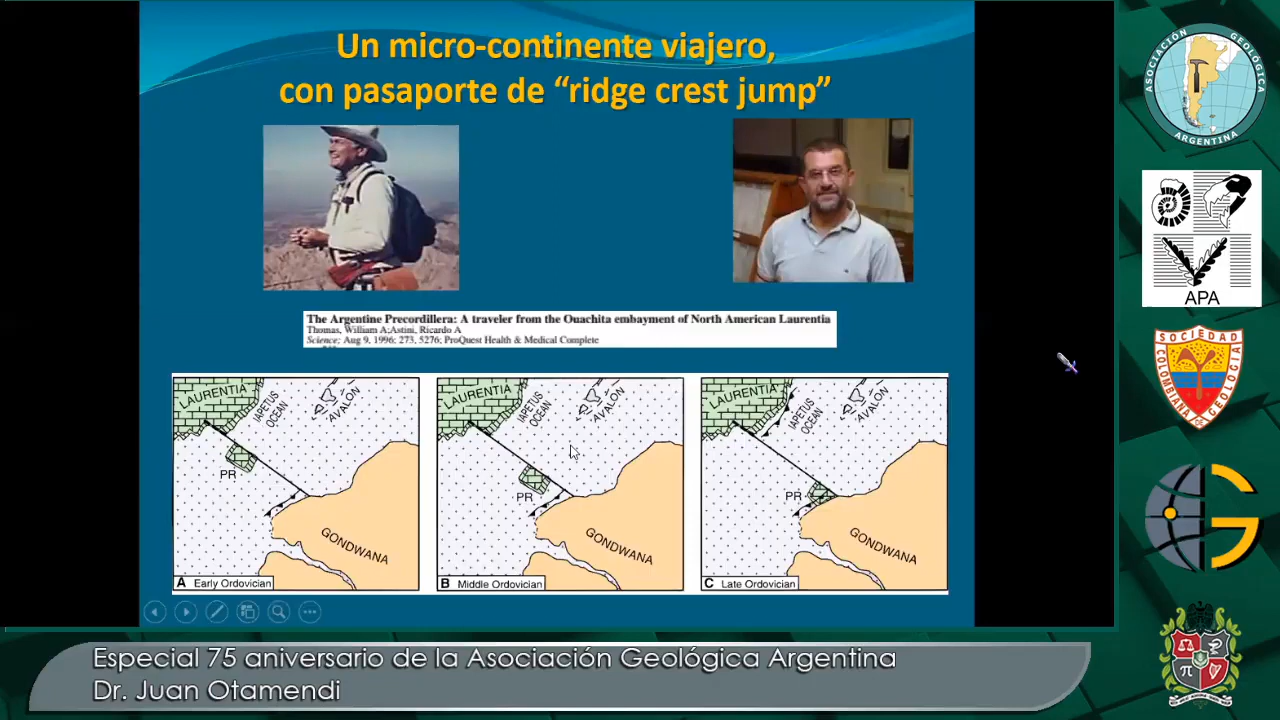 Un micro-continente viajero,
con pasaporte de “ridge crest jump”
The Argentine Precordillera: A traveler from the Ouachita embayment of North American Laurentia
Thomas, William A;Astini, Ricardo A
Science; Aug 9, 1996; 273, 5276; ProQuest Health & Medical Complete
LAURENTIA
IAPETUS
OCEAN
AVALON
PR
GONDWANA
A Early Ordovician
LAURENTIA
IAPETUS
OCEAN
AVALON
PR
GONDWANA
B Middle Ordovician
LAURENTIA
IAPETUS
OCEAN
AVALON
PR
GONDWANA
C Late Ordovician
ASOCIACIÓN GEOLÓGICA
ARGENTINA
APA
SOCIEDAD
COLOMBIANA
DE
GEOLOGIA
G
Especial 75 aniversario de la Asociación Geológica Argentina
Dr. Juan Otamendi